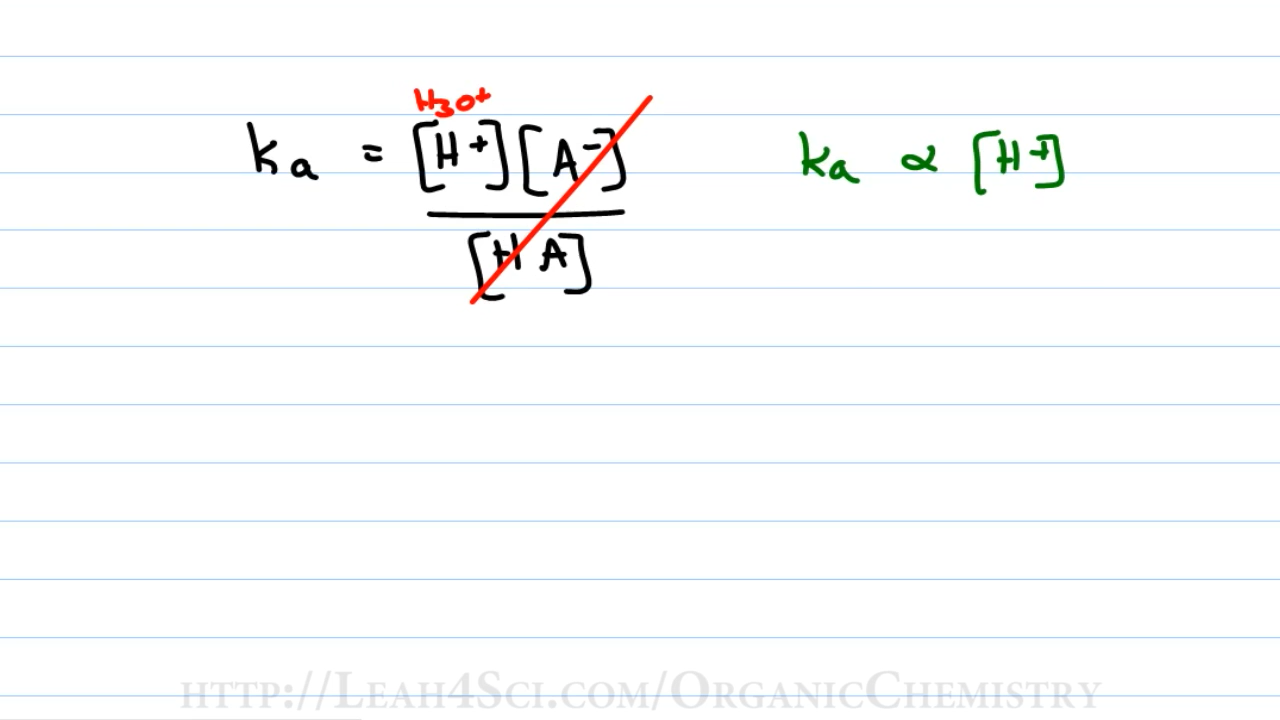 H3O+
ka = [H+][A-]
[HA]
ka ∝ [H+]
http://Leah4Sci.com/OrganicChemistry